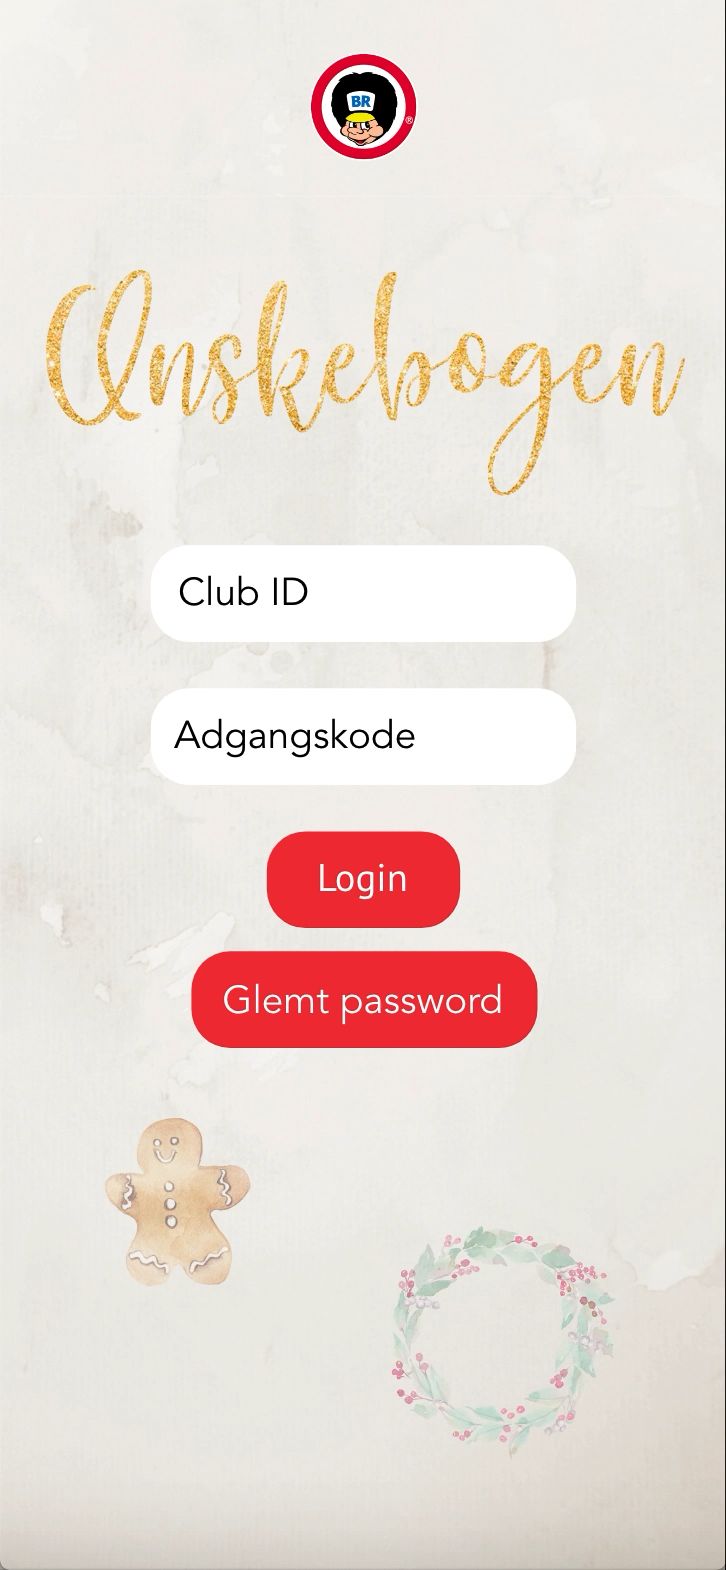 BR
®
Ønskebogen
Club ID
Adgangskode
Login
Glemt password